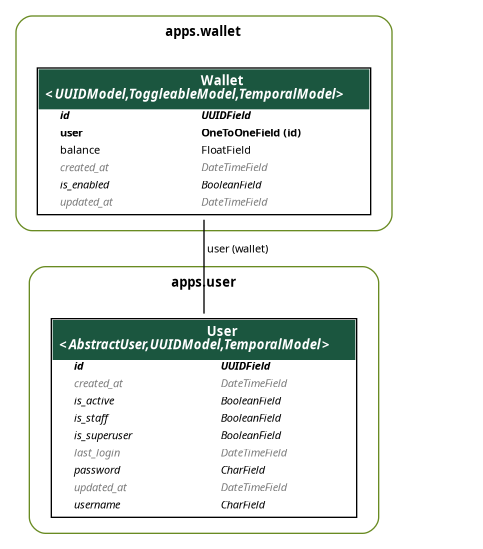 apps.wallet
Wallet
<UUIDModel,ToggleableModel,TemporalModel>
id UUIDField
user OneToOneField (id)
balance FloatField
created_at DateTimeField
is_enabled BooleanField
updated_at DateTimeField
user (wallet)
apps.user
User
<AbstractUser,UUIDModel,TemporalModel>
id UUIDField
created_at DateTimeField
is_active BooleanField
is_staff BooleanField
is_superuser BooleanField
last_login DateTimeField
password CharField
updated_at DateTimeField
username CharField